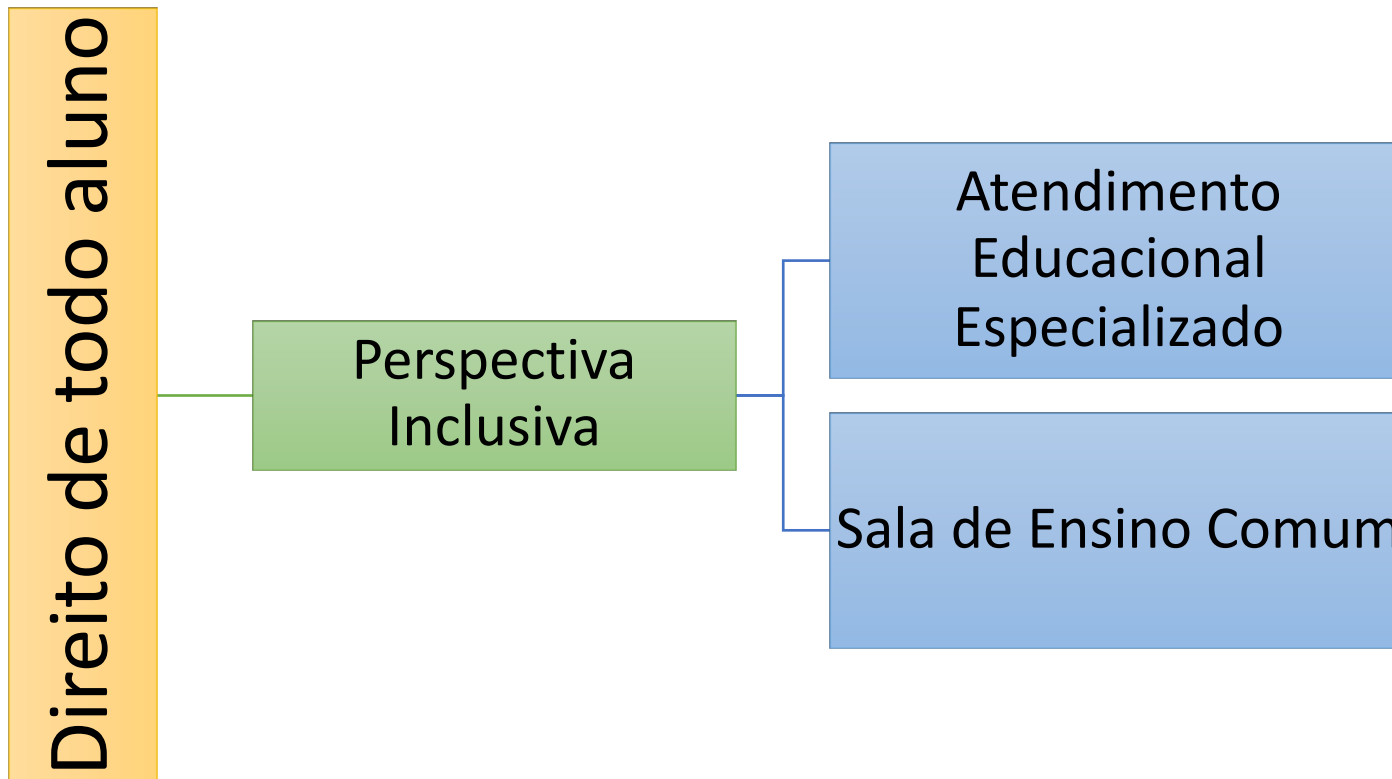 Direito de todo aluno
Perspectiva
Inclusiva
Atendimento
Educacional
Especializado
Sala de Ensino Comum